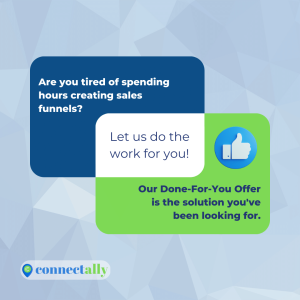 Are you tired of spending
hours creating sales
funnels?
Let us do the
work for you!
Our Done-For-You Offer
is the solution you've
been looking for.
connectally